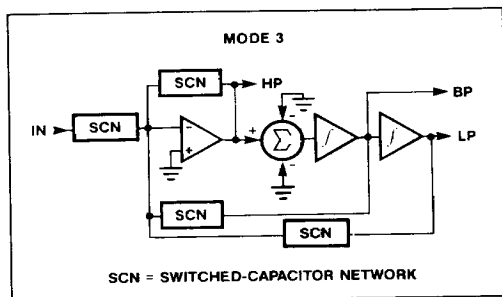 MODE 3
SCN
HP
BP
IN
SCN
-
+
+
-
-
Σ
∫
∫
LP
SCN
SCN
SCN = SWITCHED-CAPACITOR NETWORK